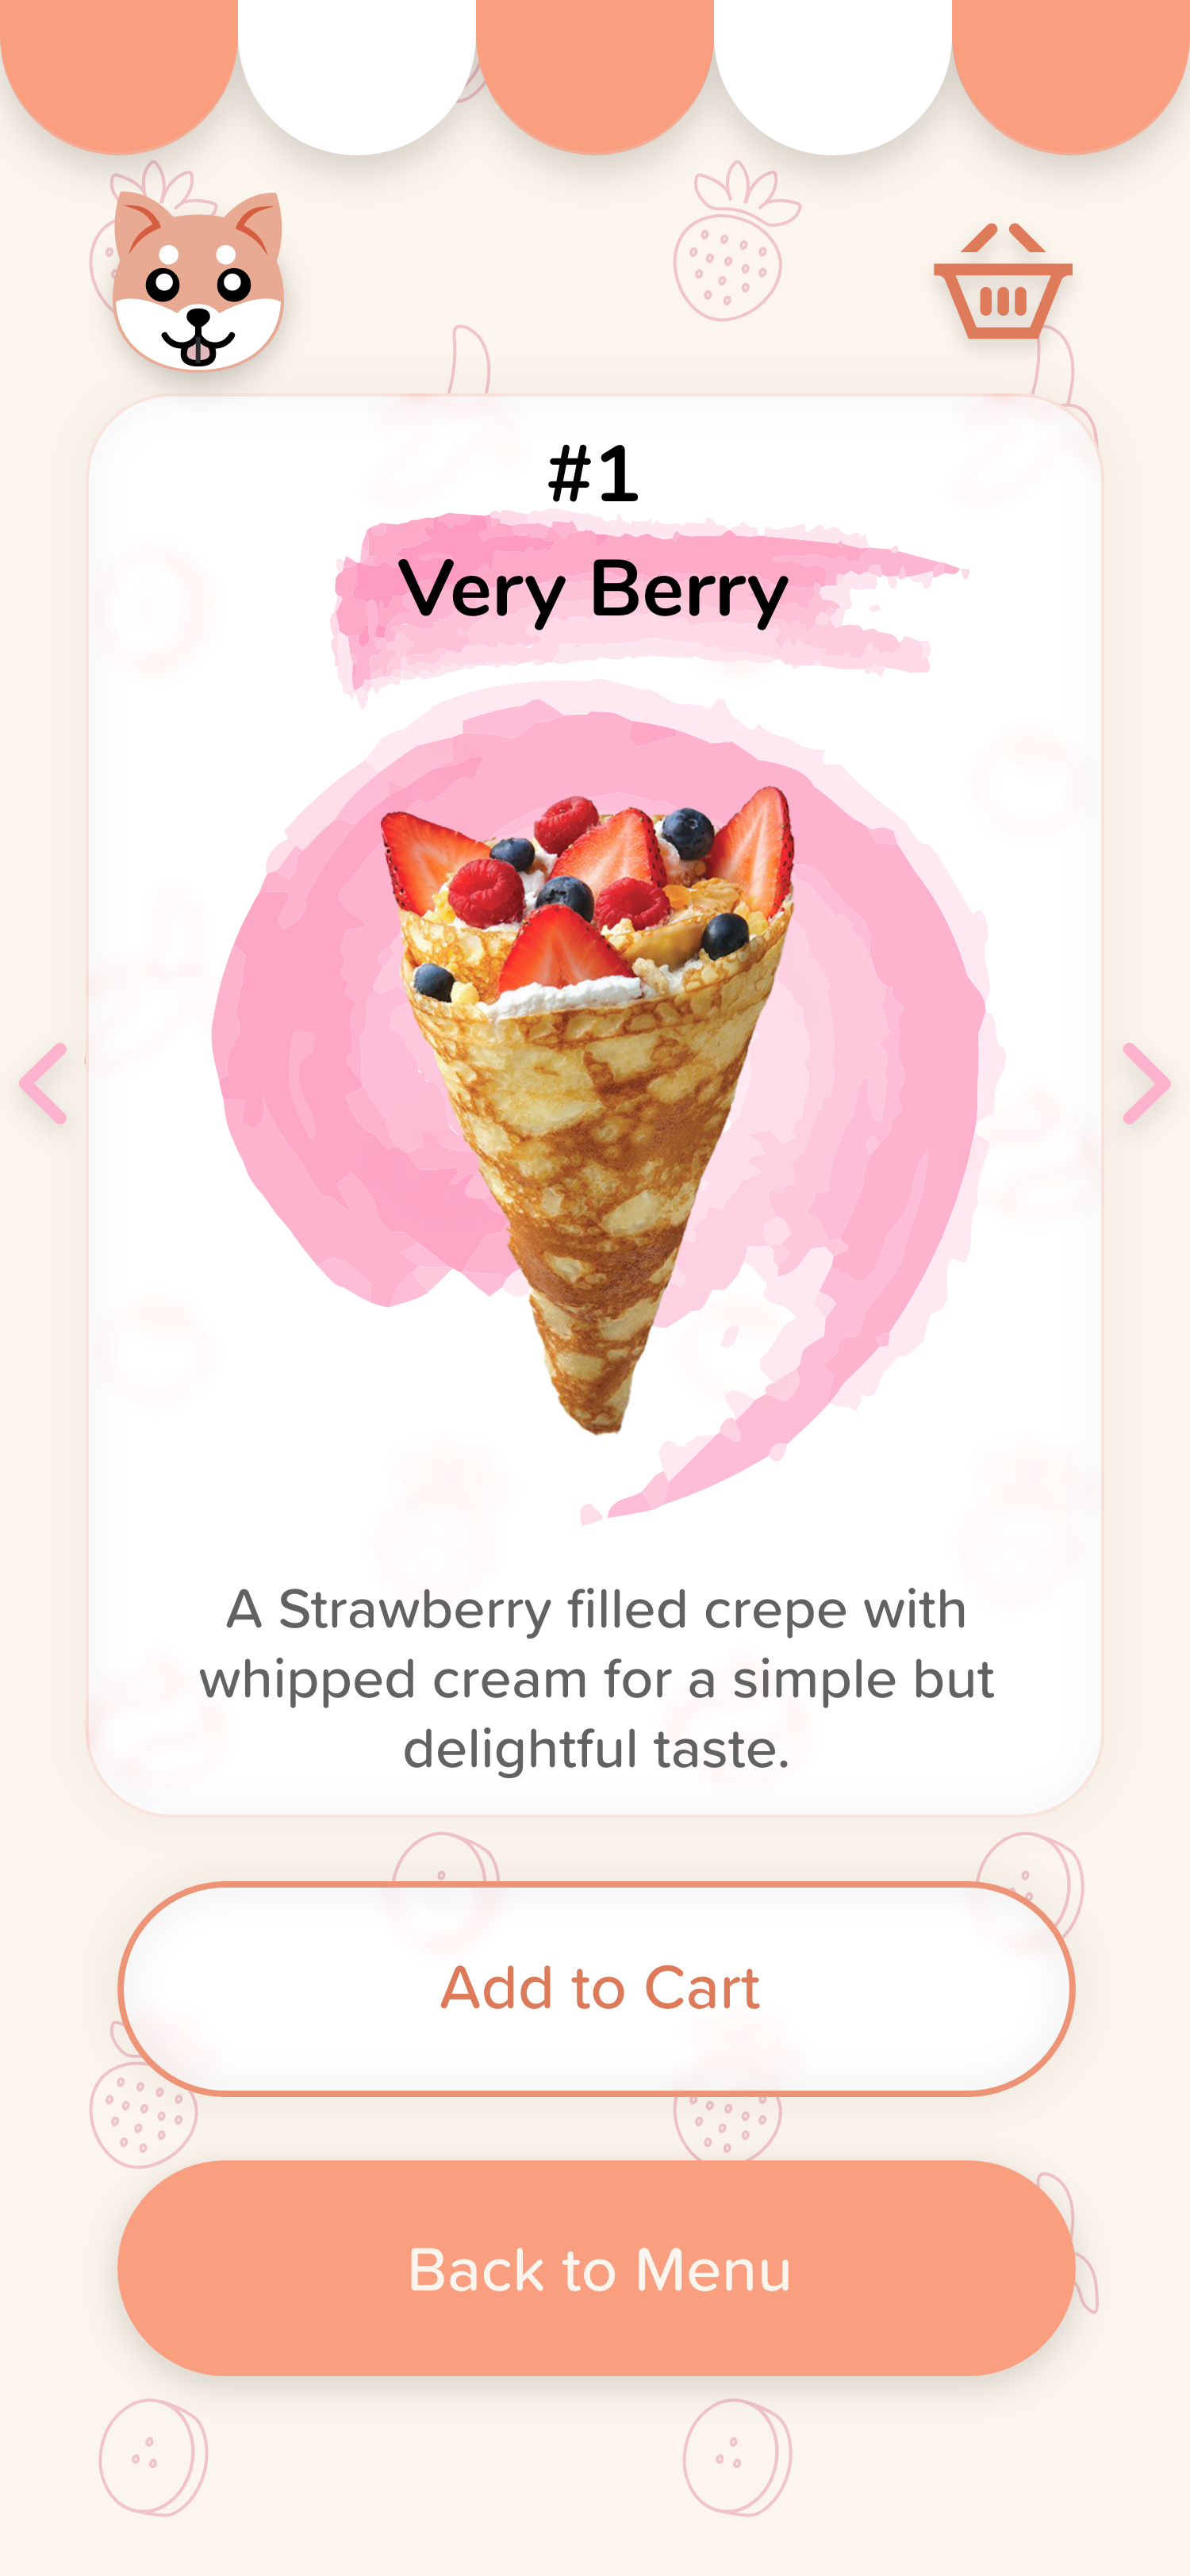 #1
Very Berry
A Strawberry filled crepe with
whipped cream for a simple but
delightful taste.
Add to Cart
Back to Menu